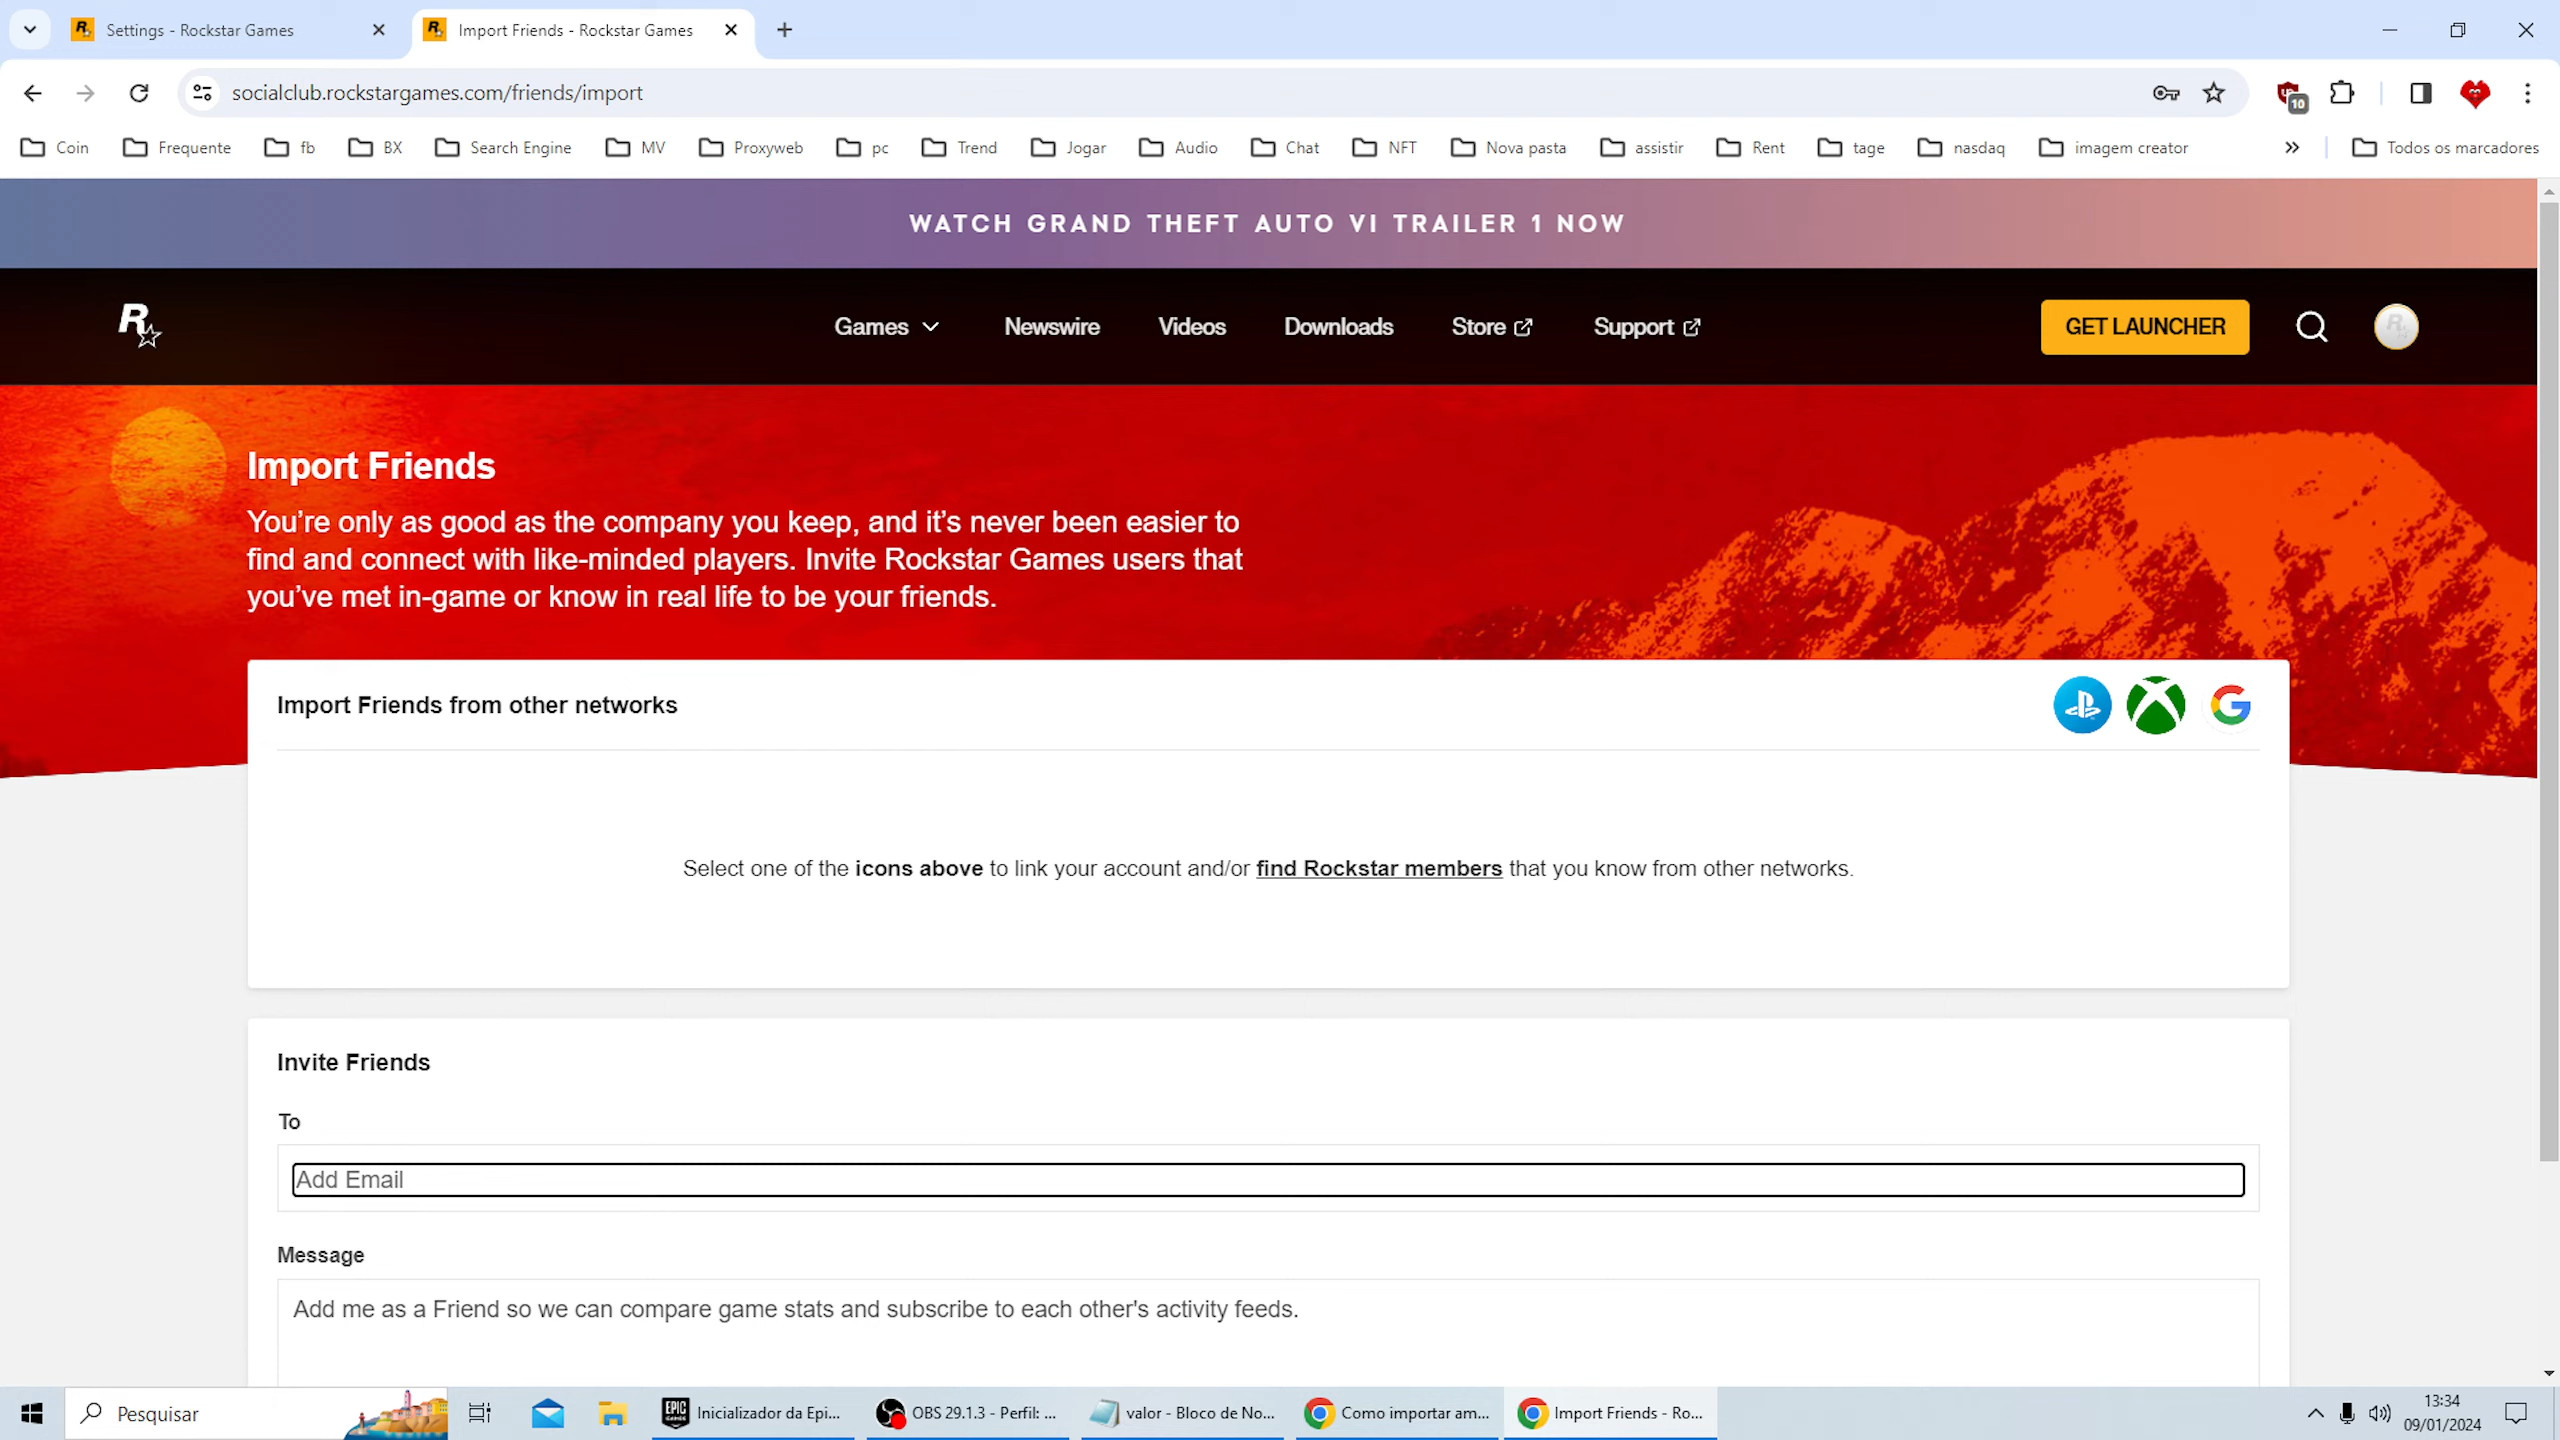 Settings - Rockstar Games
Import Friends - Rockstar Games
socialclub.rockstargames.com/friends/import
10
Coin
Frequente
fb
BX
Search Engine
MV
Proxyweb
pc
Trend
Jogar
Audio
Chat
NFT
Nova pasta
assistir
Rent
tage
nasdaq
imagem creator
Todos os marcadores
WATCH GRAND THEFT AUTO VI TRAILER 1 NOW
Games
Newswire
Videos
Downloads
Store
Support
GET LAUNCHER
Import Friends
You’re only as good as the company you keep, and it’s never been easier to
find and connect with like-minded players. Invite Rockstar Games users that
you’ve met in-game or know in real life to be your friends.
Import Friends from other networks
Select one of the icons above to link your account and/or find Rockstar members that you know from other networks.
Invite Friends
To
Add Email
Message
Add me as a Friend so we can compare game stats and subscribe to each other's activity feeds.
Pesquisar
Inicializador da Epi...
OBS 29.1.3 - Perfil: ...
valor - Bloco de No...
Como importar am...
Import Friends - Ro...
13:34
09/01/2024